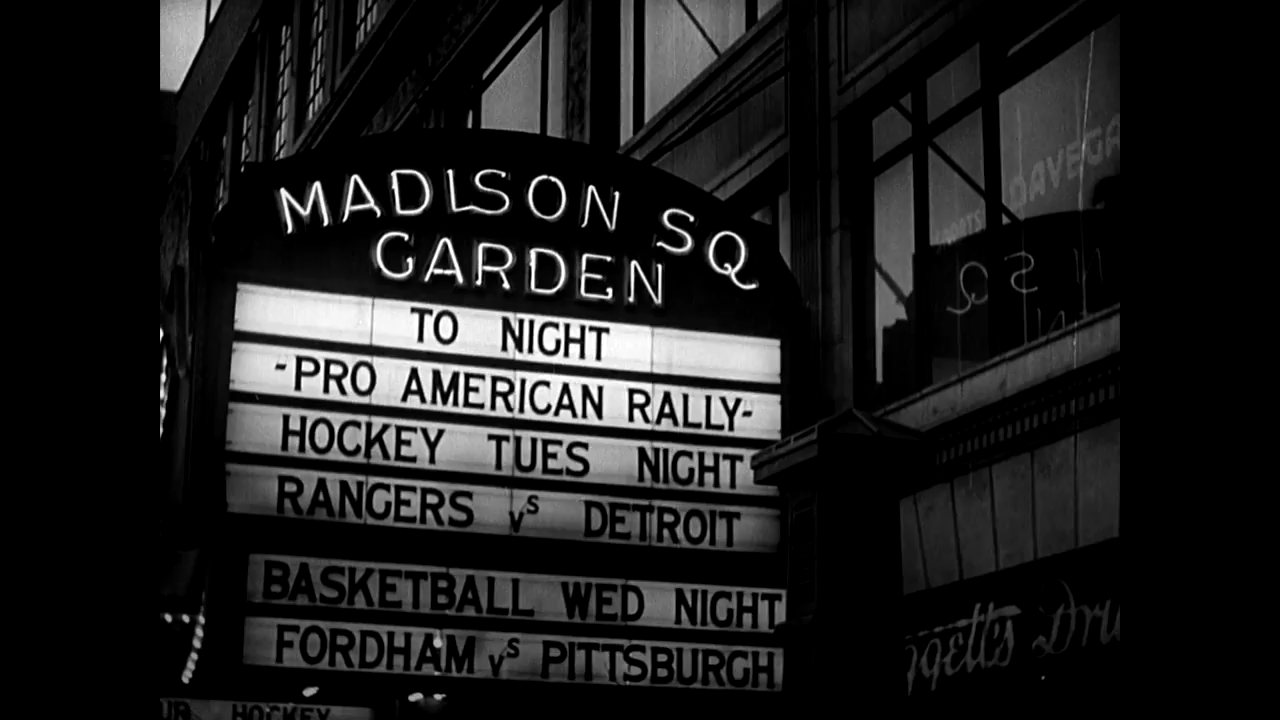 MADISON SQ
GARDEN
TO NIGHT
-PRO AMERICAN RALLY-
HOCKEY TUES NIGHT
RANGERS vs DETROIT
BASKETBALL WED NIGHT
FORDHAM vs PITTSBURGH
HOCKEY
SPORTS